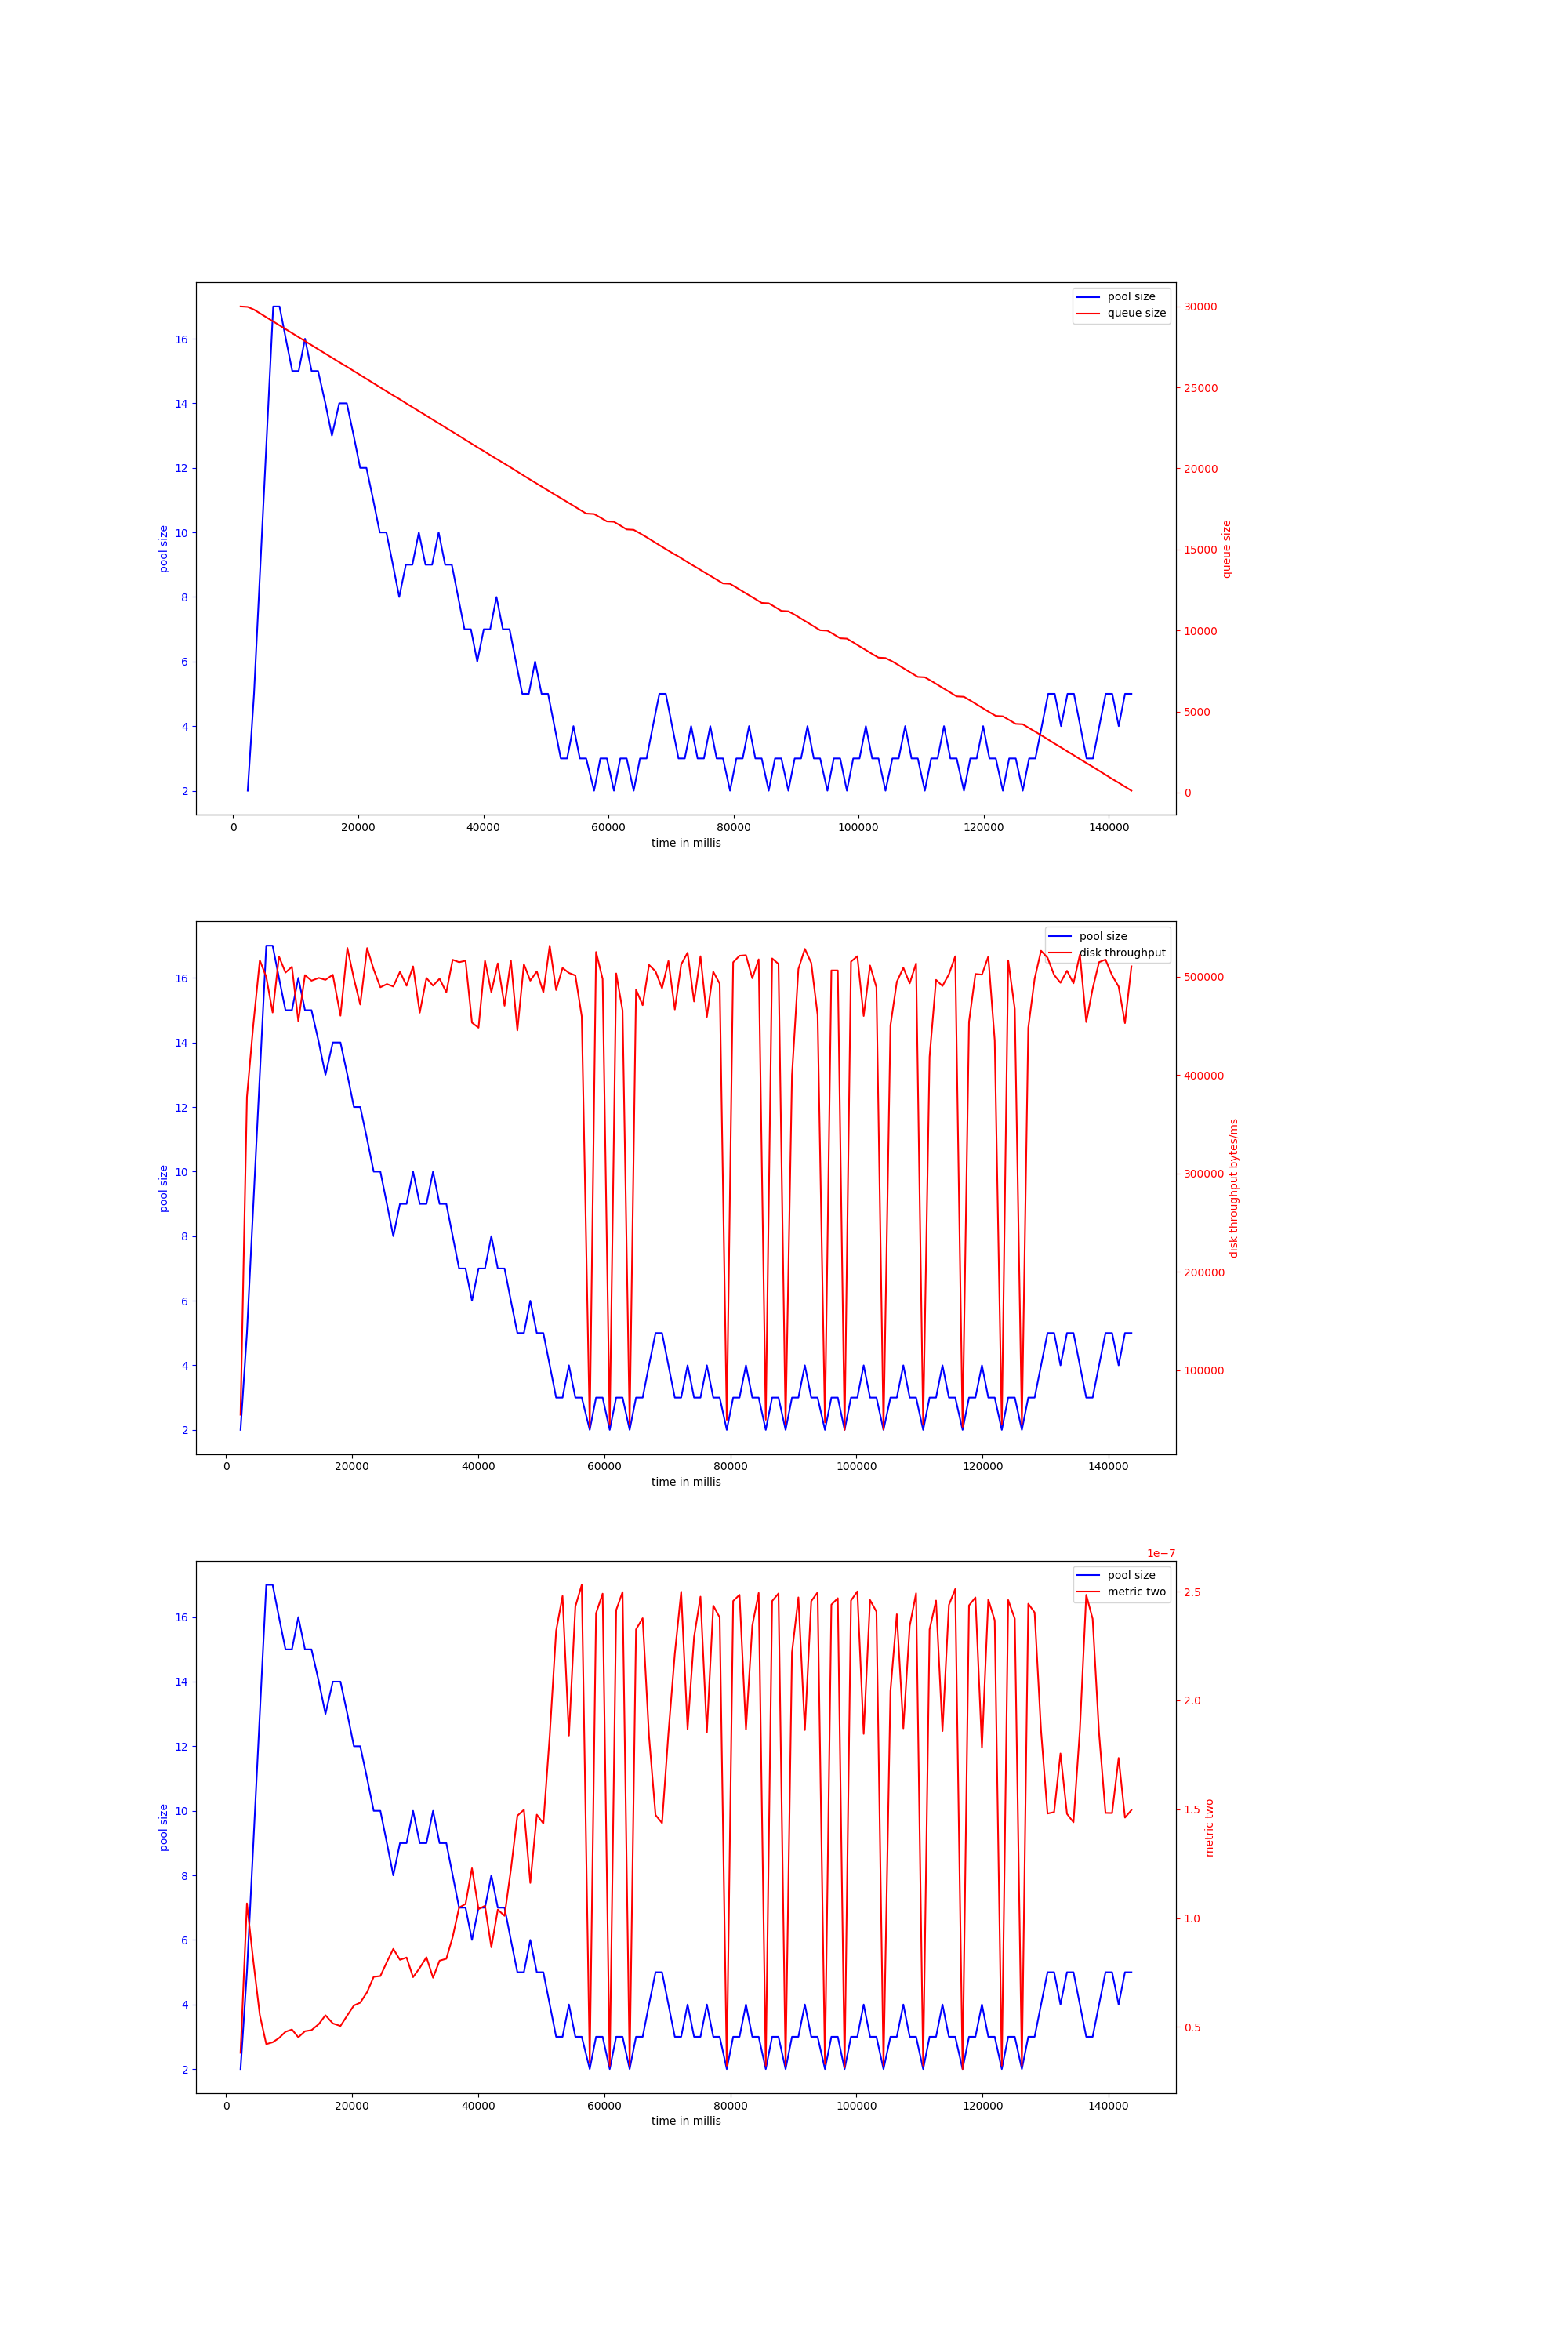 pool size
queue size
16
14
12
10
8
6
4
2
pool size
30000
25000
20000
15000
10000
5000
0
queue size
0 20000 40000 60000 80000 100000 120000 140000
time in millis
pool size
disk throughput
16
14
12
10
8
6
4
2
pool size
500000
400000
300000
200000
100000
disk throughput bytes/ms
0 20000 40000 60000 80000 100000 120000 140000
time in millis
1e−7
pool size
metric two
16
14
12
10
8
6
4
2
pool size
2.5
2.0
1.5
1.0
0.5
metric two
0 20000 40000 60000 80000 100000 120000 140000
time in millis